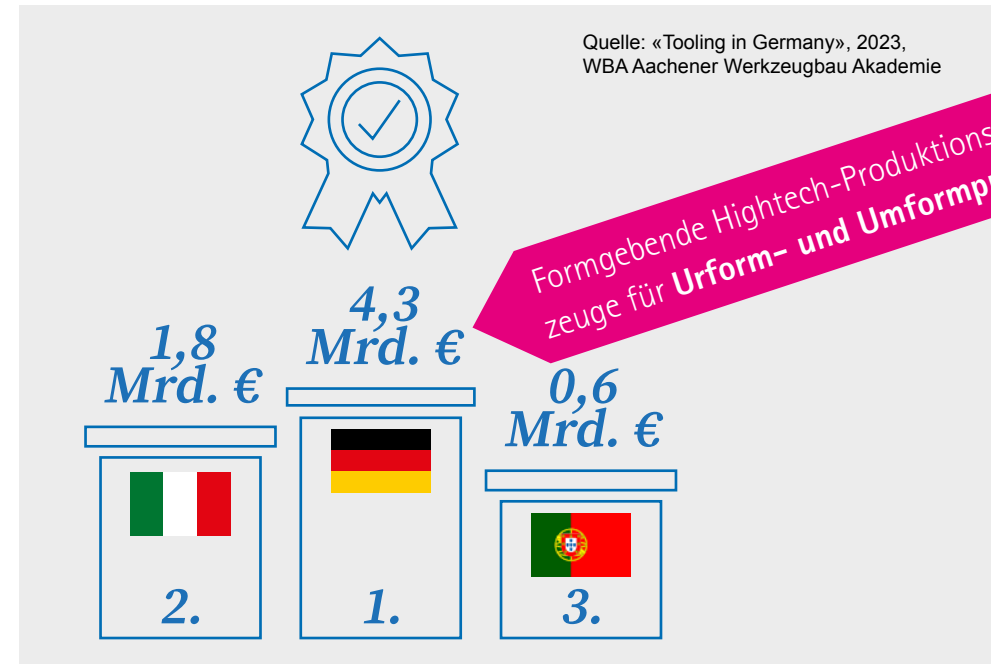 Quelle: «Tooling in Germany», 2023,
WBA Aachener Werkzeugbau Akademie
Formgebende Hightech-Produktions
zeuge für Urform- und Umformp
4,3
Mrd. €
1,8
Mrd. €
0,6
Mrd. €
2.
1.
3.